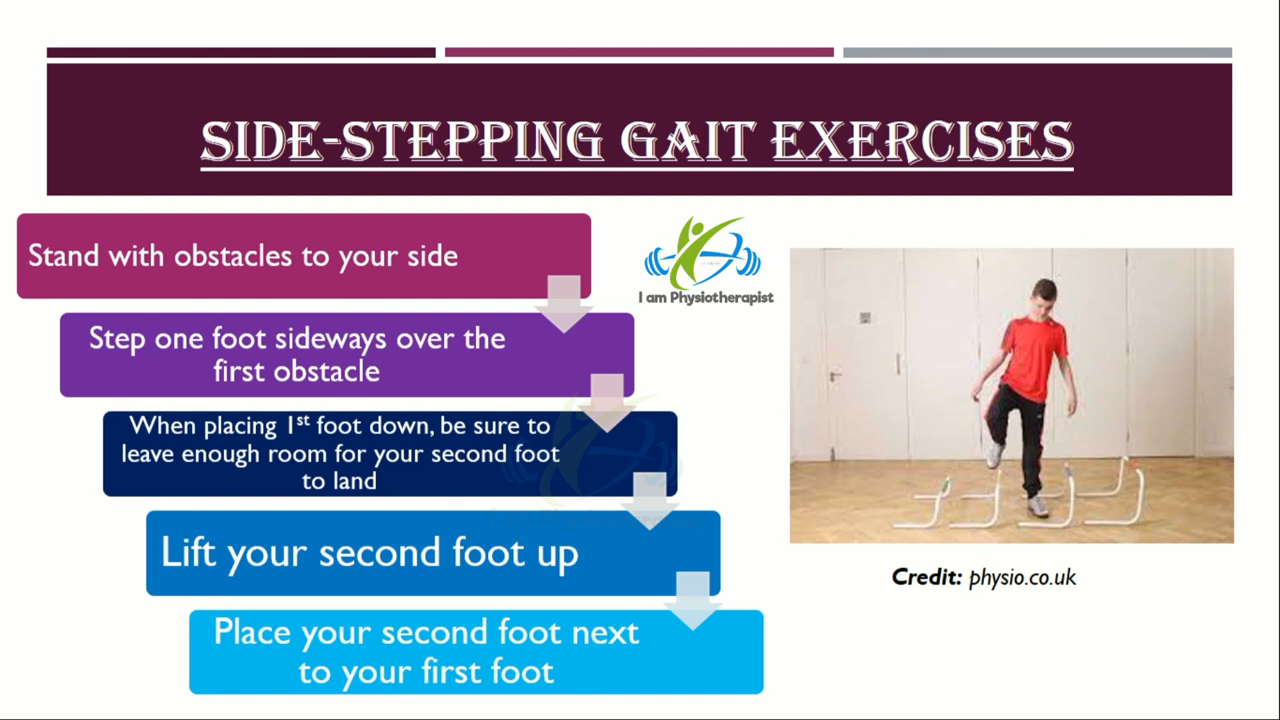 SIDE-STEPPING GAIT EXERCISES
Stand with obstacles to your side
I am Physiotherapist
Step one foot sideways over the
first obstacle
When placing 1st foot down, be sure to
leave enough room for your second foot
to land
Lift your second foot up
Place your second foot next
to your first foot
Credit: physio.co.uk